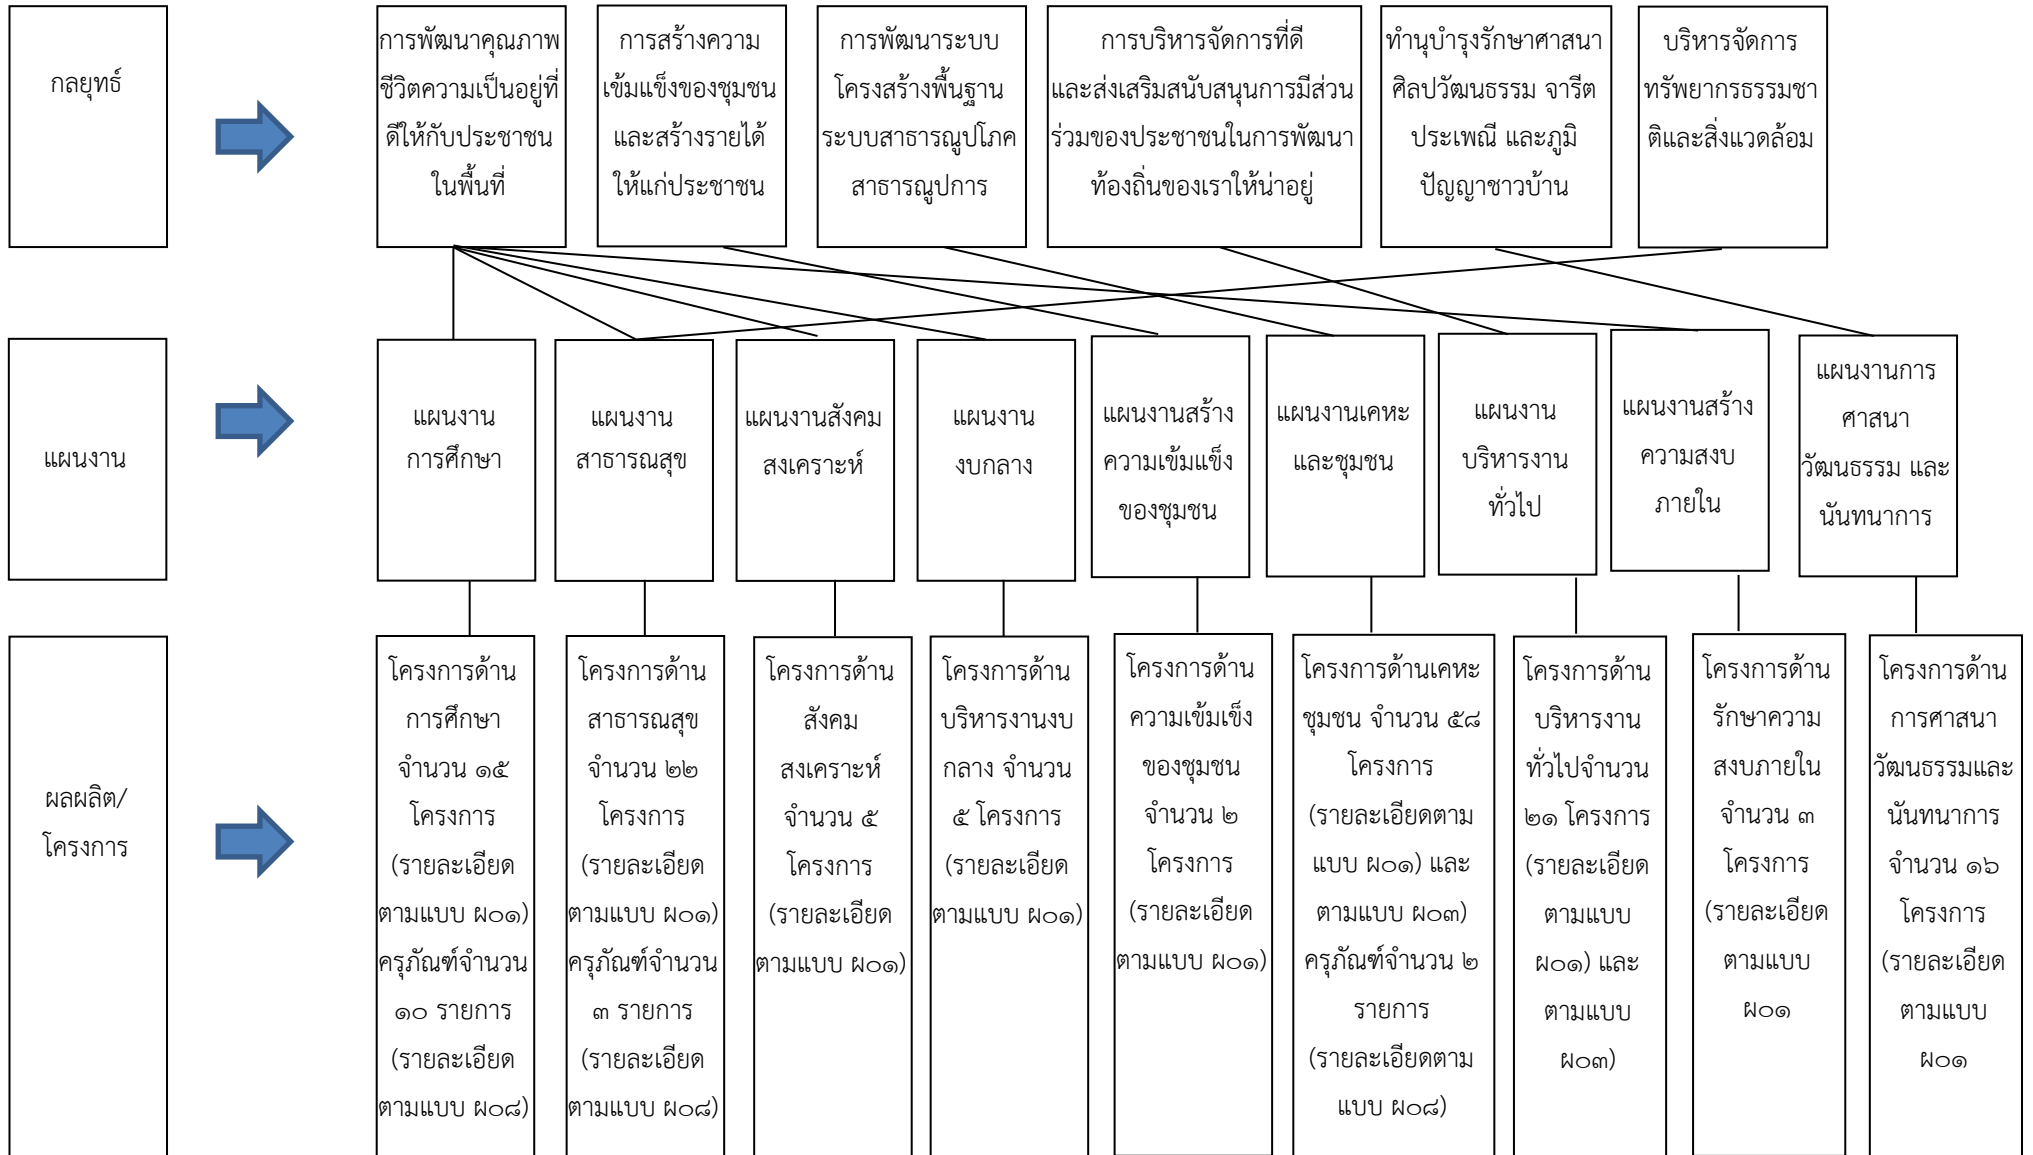 กลยุทธ์
การพัฒนาคุณภาพ
ชีวิตความเป็นอยู่ที่
ดีให้กับประชาชน
ในพื้นที่
การสร้างความ
เข้มแข็งของชุมชน
และสร้างรายได้
ให้แก่ประชาชน
การพัฒนาระบบ
โครงสร้างพื้นฐาน
ระบบสาธารณูปโภค
สาธารณูปการ
การบริหารจัดการที่ดี
และส่งเสริมสนับสนุนการมีส่วน
ร่วมของประชาชนในการพัฒนา
ท้องถิ่นของเราให้น่าอยู่
ทำนุบำรุงรักษาศาสนา
ศิลปวัฒนธรรม จารีต
ประเพณี และภูมิ
ปัญญาชาวบ้าน
บริหารจัดการ
ทรัพยากรธรรมชา
ติและสิ่งแวดล้อม
แผนงาน
แผนงาน
การศึกษา
แผนงาน
สาธารณสุข
แผนงานสังคม
สงเคราะห์
แผนงาน
งบกลาง
แผนงานสร้าง
ความเข้มแข็ง
ของชุมชน
แผนงานเคหะ
และชุมชน
แผนงาน
บริหารงาน
ทั่วไป
แผนงานสร้าง
ความสงบ
ภายใน
แผนงานการ
ศาสนา
วัฒนธรรม และ
นันทนาการ
ผลผลิต/
โครงการ
โครงการด้าน
การศึกษา
จำนวน ๑๕
โครงการ
(รายละเอียด
ตามแบบ ผ๐๑)
ครุภัณฑ์จำนวน
๑๐ รายการ
(รายละเอียด
ตามแบบ ผ๐๘)
โครงการด้าน
สาธารณสุข
จำนวน ๒๒
โครงการ
(รายละเอียด
ตามแบบ ผ๐๑)
ครุภัณฑ์จำนวน
๓ รายการ
(รายละเอียด
ตามแบบ ผ๐๘)
โครงการด้าน
สังคม
สงเคราะห์
จำนวน ๕
โครงการ
(รายละเอียด
ตามแบบ ผ๐๑)
โครงการด้าน
บริหารงานงบ
กลาง จำนวน
๕ โครงการ
(รายละเอียด
ตามแบบ ผ๐๑)
โครงการด้าน
ความเข้มเข็ง
ของชุมชน
จำนวน ๒
โครงการ
(รายละเอียด
ตามแบบ ผ๐๑)
โครงการด้านเคหะ
ชุมชน จำนวน ๕๘
โครงการ
(รายละเอียดตาม
แบบ ผ๐๑) และ
ตามแบบ ผ๐๓)
ครุภัณฑ์จำนวน ๒
รายการ
(รายละเอียดตาม
แบบ ผ๐๘)
โครงการด้าน
บริหารงาน
ทั่วไปจำนวน
๒๑ โครงการ
(รายละเอียด
ตามแบบ
ผ๐๑) และ
ตามแบบ
ผ๐๓)
โครงการด้าน
รักษาความ
สงบภายใน
จำนวน ๓
โครงการ
(รายละเอียด
ตามแบบ
ผ๐๑
โครงการด้าน
การศาสนา
วัฒนธรรมและ
นันทนาการ
จำนวน ๑๖
โครงการ
(รายละเอียด
ตามแบบ
ผ๐๑